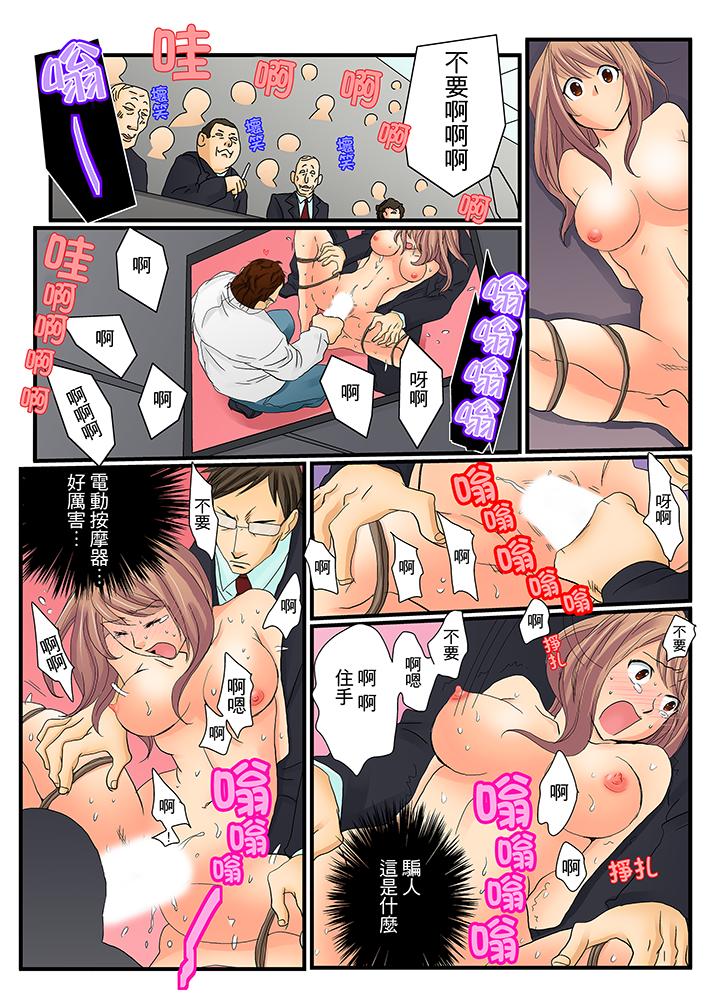 不要啊啊啊
哇
啊
啊
啊
啊
嗡
壞笑
壞笑
壞笑
嗡嗡嗡嗡
呀啊
啊
啊
啊
啊
啊啊啊
哇啊啊啊啊
呀啊
啊
啊
啊
嗡嗡嗡嗡嗡
不要
電動按摩器…
好厲害…
啊
啊啊
啊嗯
啊
啊
嗡嗡嗡
不要
啊
掙扎
不要
啊嗯
啊啊
住手
啊
啊
掙扎
嗡嗡嗡嗡
騙人
這是什麼